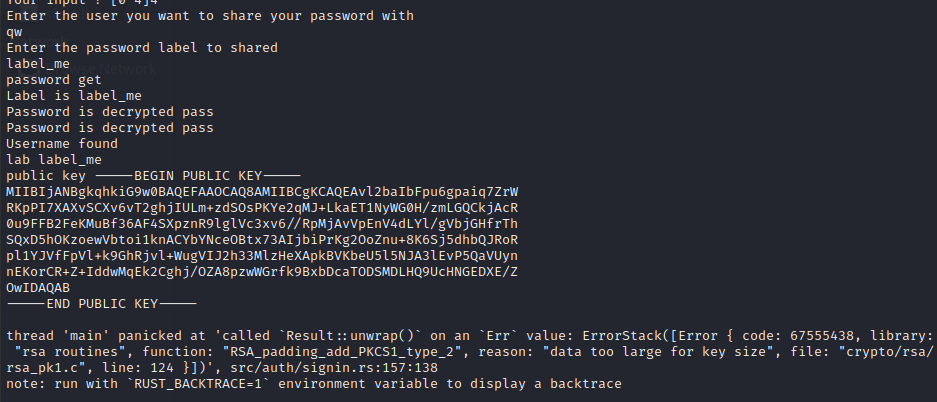 Your input ? [0-4]4
Enter the user you want to share your password with
qw
Enter the password label to shared
label_me
password get
Label is label_me
Password is decrypted pass
Password is decrypted pass
Username found
lab label_me
public key -----BEGIN PUBLIC KEY-----
MIIBIjANBgkqhkiG9w0BAQEFAAOCAQ8AMIIBCgKCAQEAvl2baIbFpu6gpaiq7ZrW
RKpPI7XAXvSCXv6vT2ghjIULm+zdSOsPKYe2qMJ+LkaET1NyWG0H/zmLGQCkjAcR
0u9FFB2FeKMuBf36AF4SXpznR9lglVc3xv6//RpMjAvVpEnV4dLYl/gVbjGHfrTh
SQxD5hOKzoewVbtoi1knACYbYNceOBtx73AIjbiPrKg2OoZnu+8K6Sj5dhbQJRoR
pl1YJVfFpVl+k9GhRjvl+WugVIJ2h33MlzHeXApkBVKbeU5l5NJA3lEvP5QaVUyn
nEKorCR+Z+IddwMqEk2Cghj/OZA8pzwWGrfk9BxbDcaTODSMDLHQ9UcHNGEDXE/Z
OwIDAQAB
-----END PUBLIC KEY-----
thread 'main' panicked at 'called `Result::unwrap()` on an `Err` value: ErrorStack([Error { code: 67555438, library:
"rsa routines", function: "RSA_padding_add_PKCS1_type_2", reason: "data too large for key size", file: "crypto/rsa/
rsa_pk1.c", line: 124 }])', src/auth/signin.rs:157:138
note: run with `RUST_BACKTRACE=1` environment variable to display a backtrace